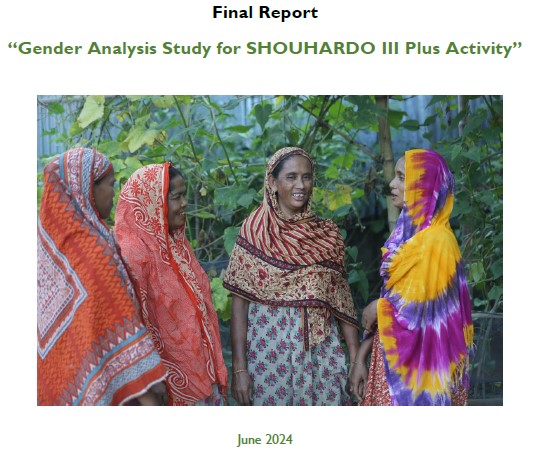 Final Report
“Gender Analysis Study for SHOUHARDO III Plus Activity”
June 2024